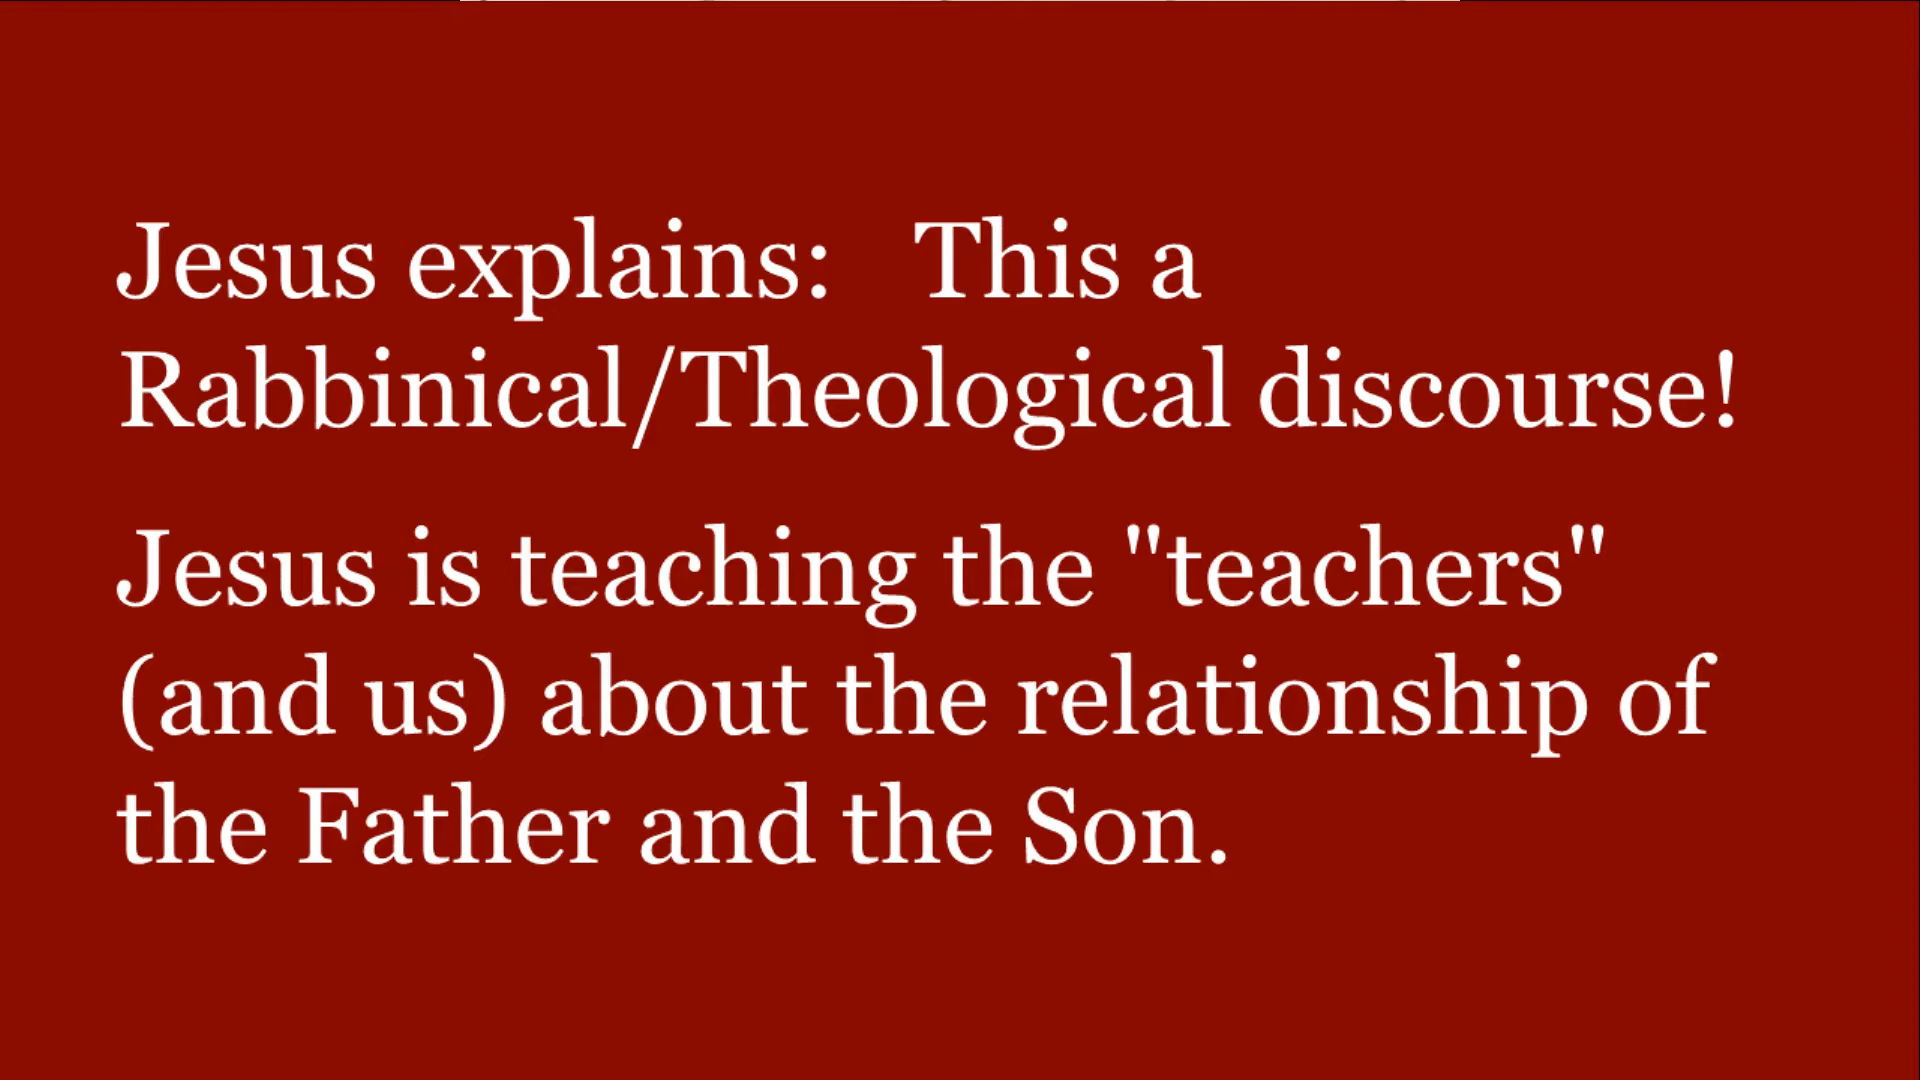 Jesus explains:   This a
Rabbinical/Theological discourse!
Jesus is teaching the "teachers"
(and us) about the relationship of
the Father and the Son.